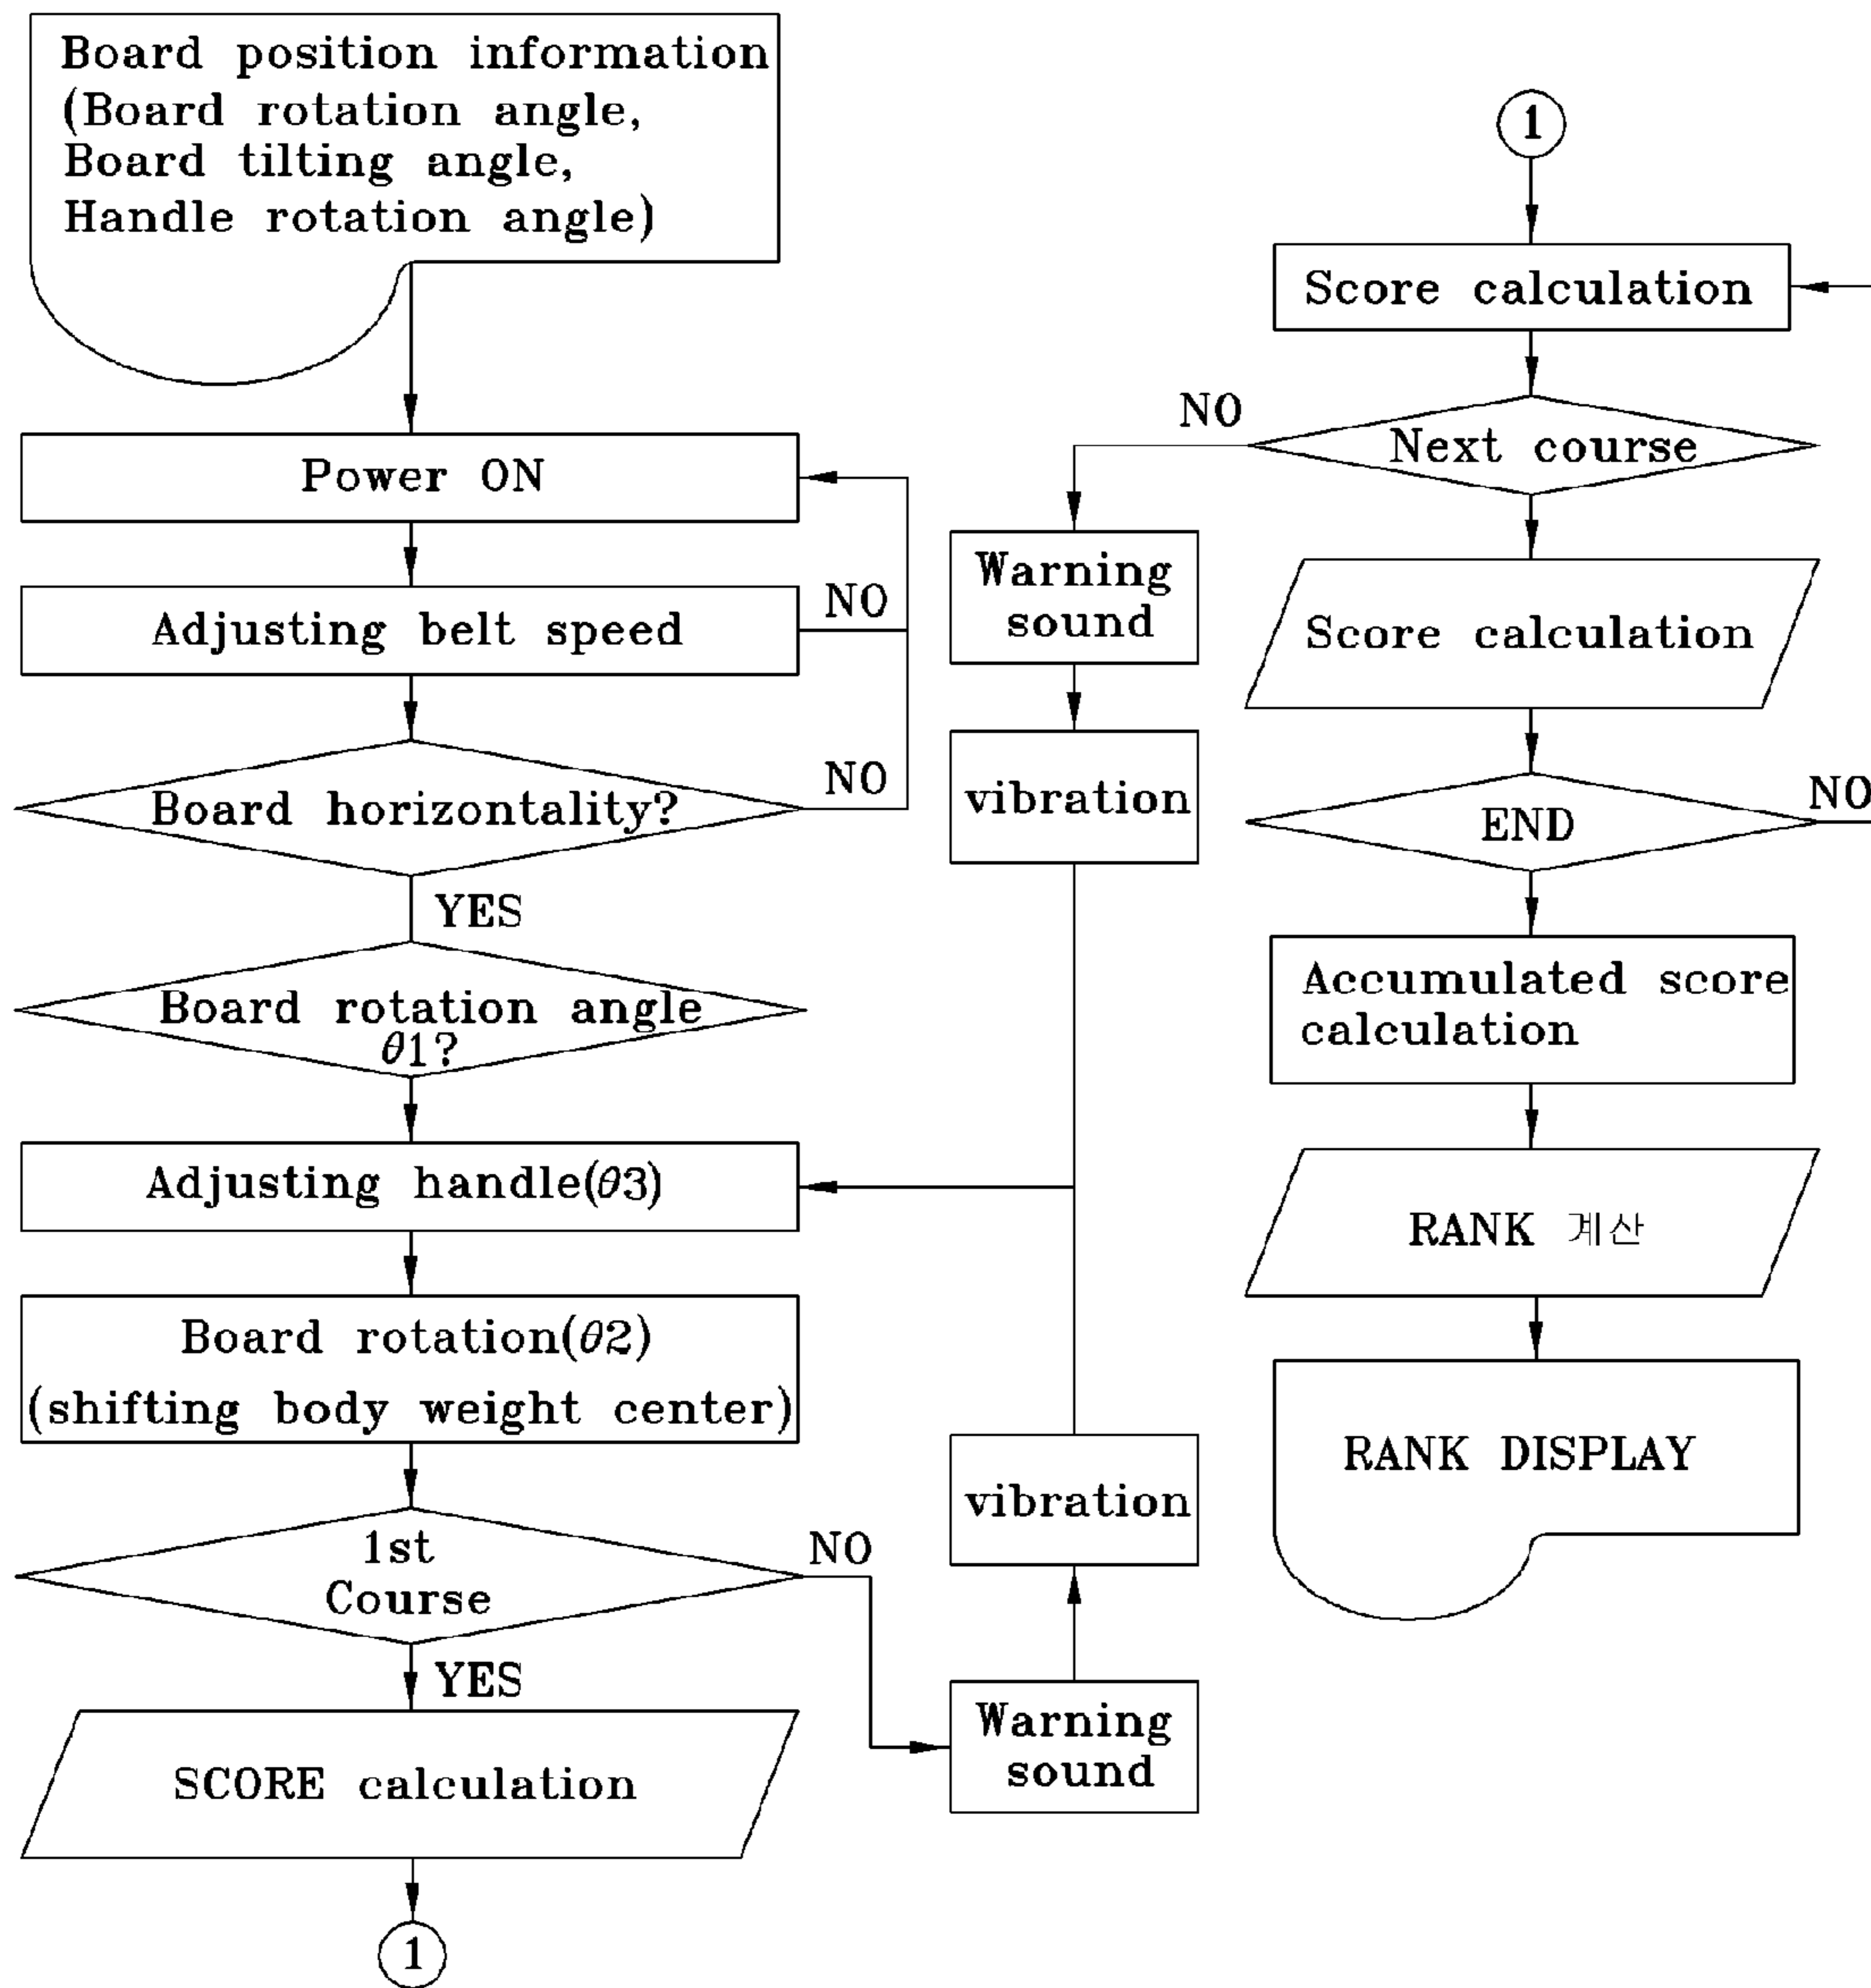 Board position information
(Board rotation angle,
Board tilting angle,
Handle rotation angle)
Power ON
Adjusting belt speed
NO
Board horizontality?
NO
YES
Board rotation angle
θ1?
Adjusting handle(θ3)
Board rotation(θ2)
(shifting body weight center)
1st
Course
NO
YES
SCORE calculation
1
Warning
sound
vibration
Warning
sound
vibration
1
Score calculation
Next course
NO
Score calculation
END
NO
Accumulated score
calculation
RANK 계산
RANK DISPLAY